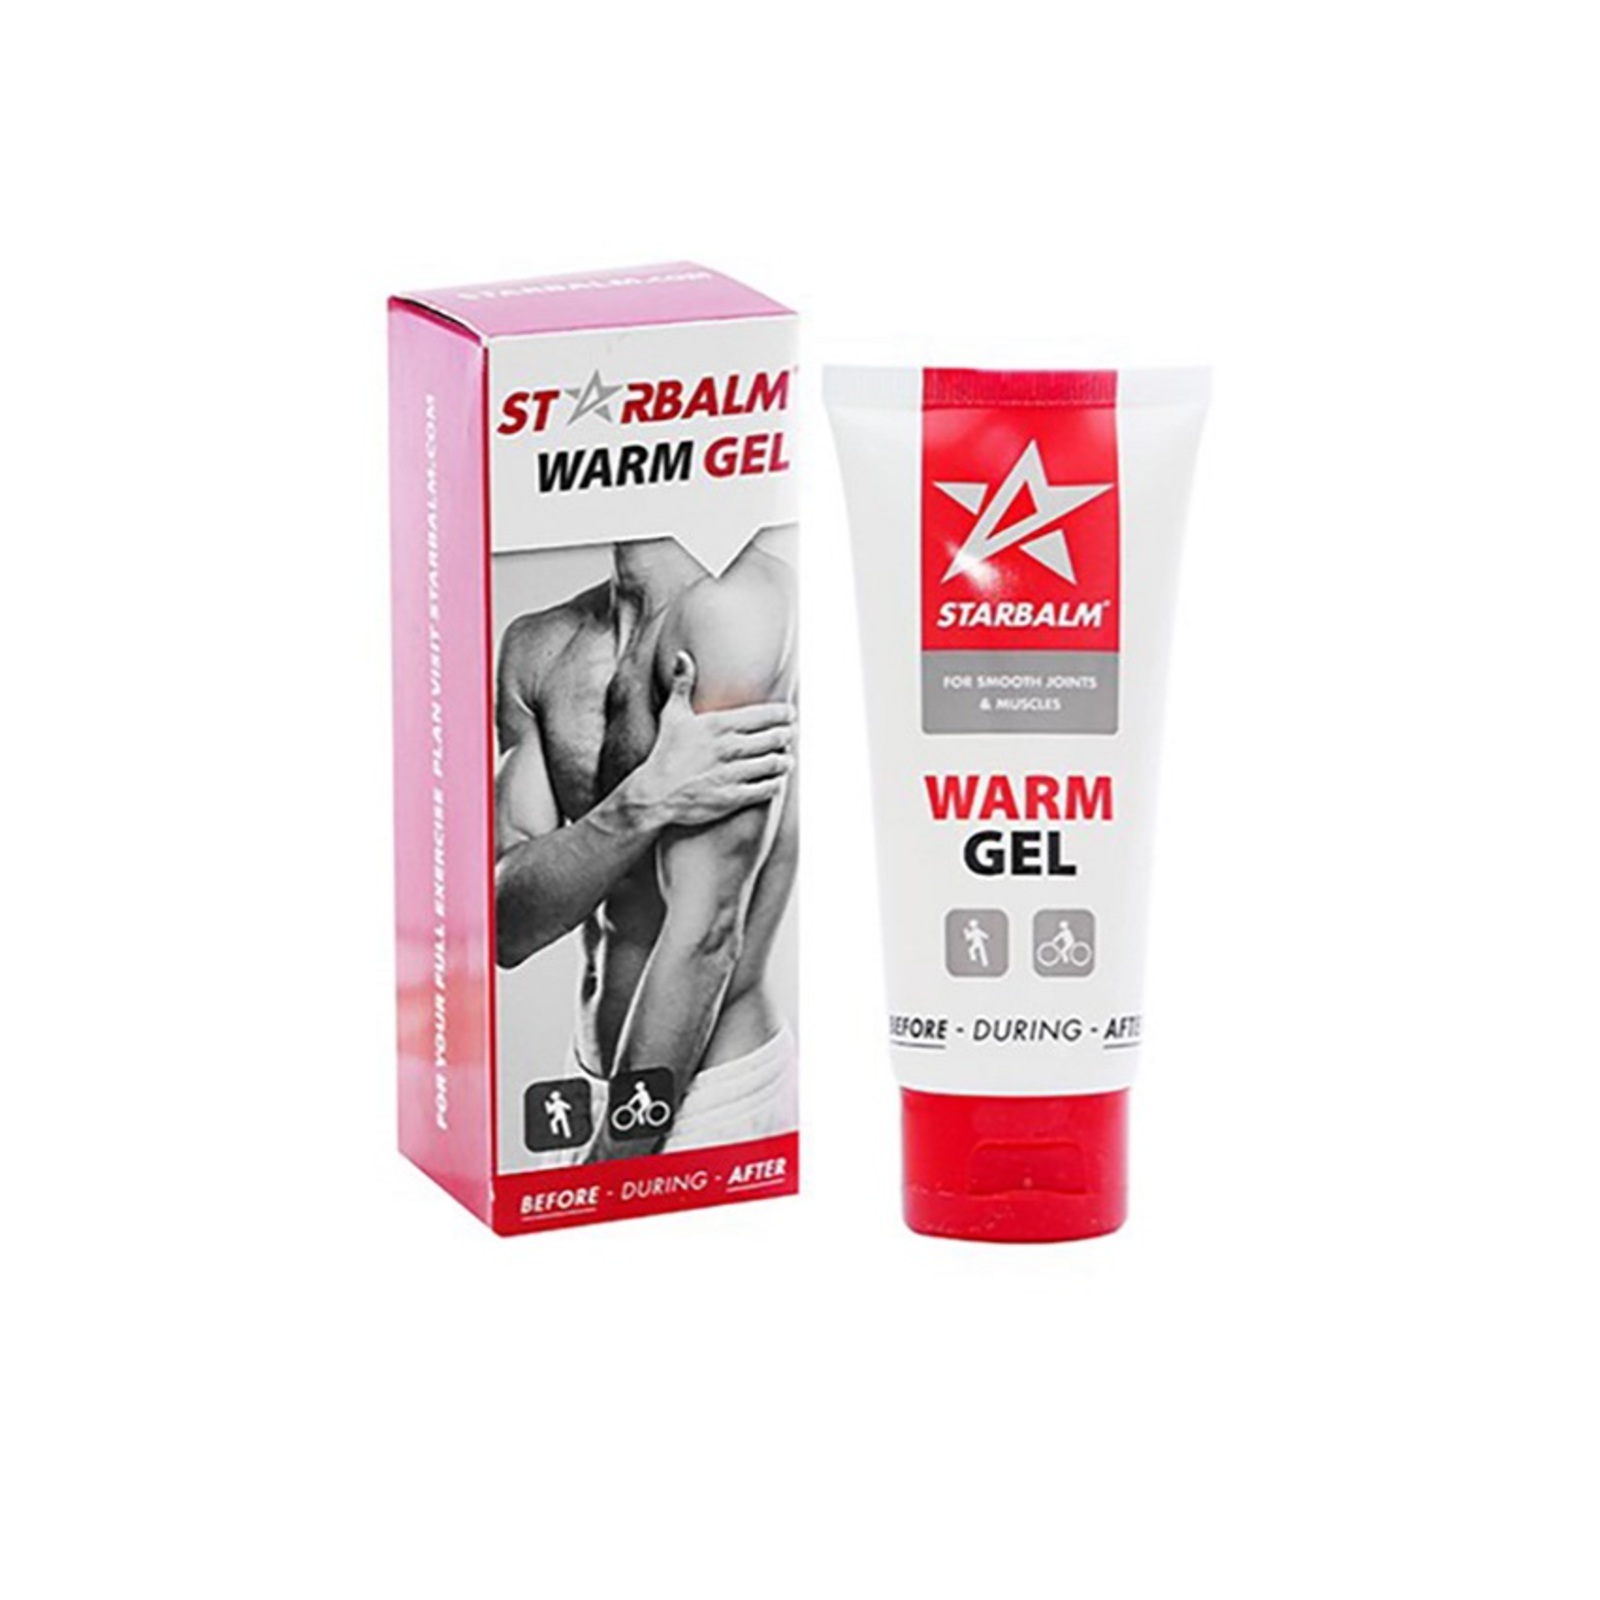 STARBALM.COM
FOR YOUR FULL EXERCISE PLAN VISIT STARBALM.COM
STARBALM
WARM GEL
BEFORE - DURING - AFTER
STARBALM
FOR SMOOTH JOINTS
& MUSCLES
WARM
GEL
BEFORE - DURING - AFTE